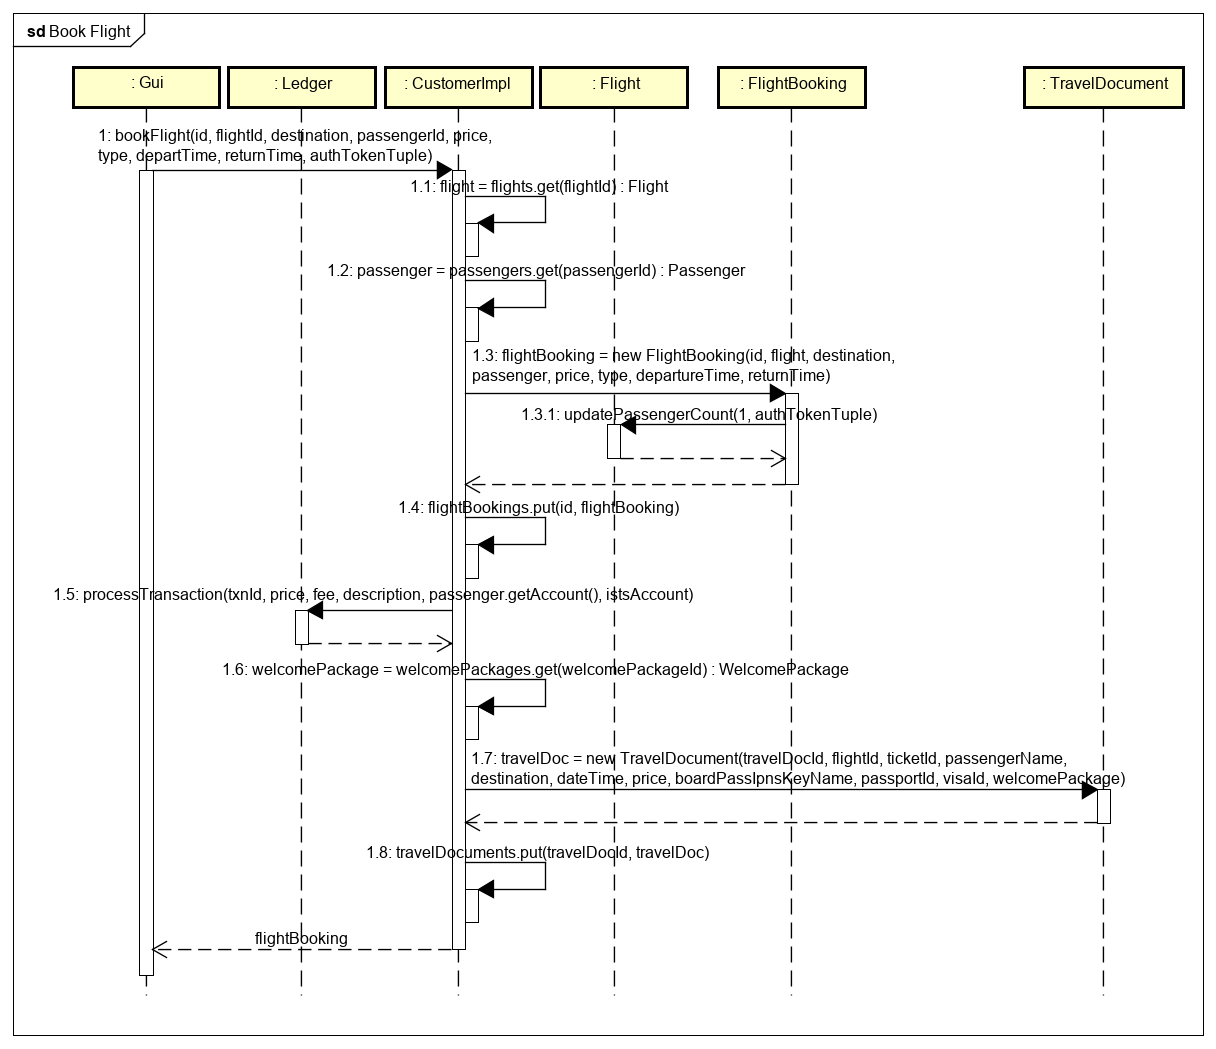 sd Book Flight
: Gui
: Ledger
: CustomerImpl
: Flight
: FlightBooking
: TravelDocument
1: bookFlight(id, flightId, destination, passengerId, price,
type, departTime, returnTime, authTokenTuple)
1.1: flight = flights.get(flightId) : Flight
1.2: passenger = passengers.get(passengerId) : Passenger
1.3: flightBooking = new FlightBooking(id, flight, destination,
passenger, price, type, departureTime, returnTime)
1.3.1: updatePassengerCount(1, authTokenTuple)
1.4: flightBookings.put(id, flightBooking)
1.5: processTransaction(txnId, price, fee, description, passenger.getAccount(), istsAccount)
1.6: welcomePackage = welcomePackages.get(welcomePackageId) : WelcomePackage
1.7: travelDoc = new TravelDocument(travelDocId, flightId, ticketId, passengerName,
destination, dateTime, price, boardPassIpnsKeyName, passportId, visaId, welcomePackage)
1.8: travelDocuments.put(travelDocId, travelDoc)
flightBooking